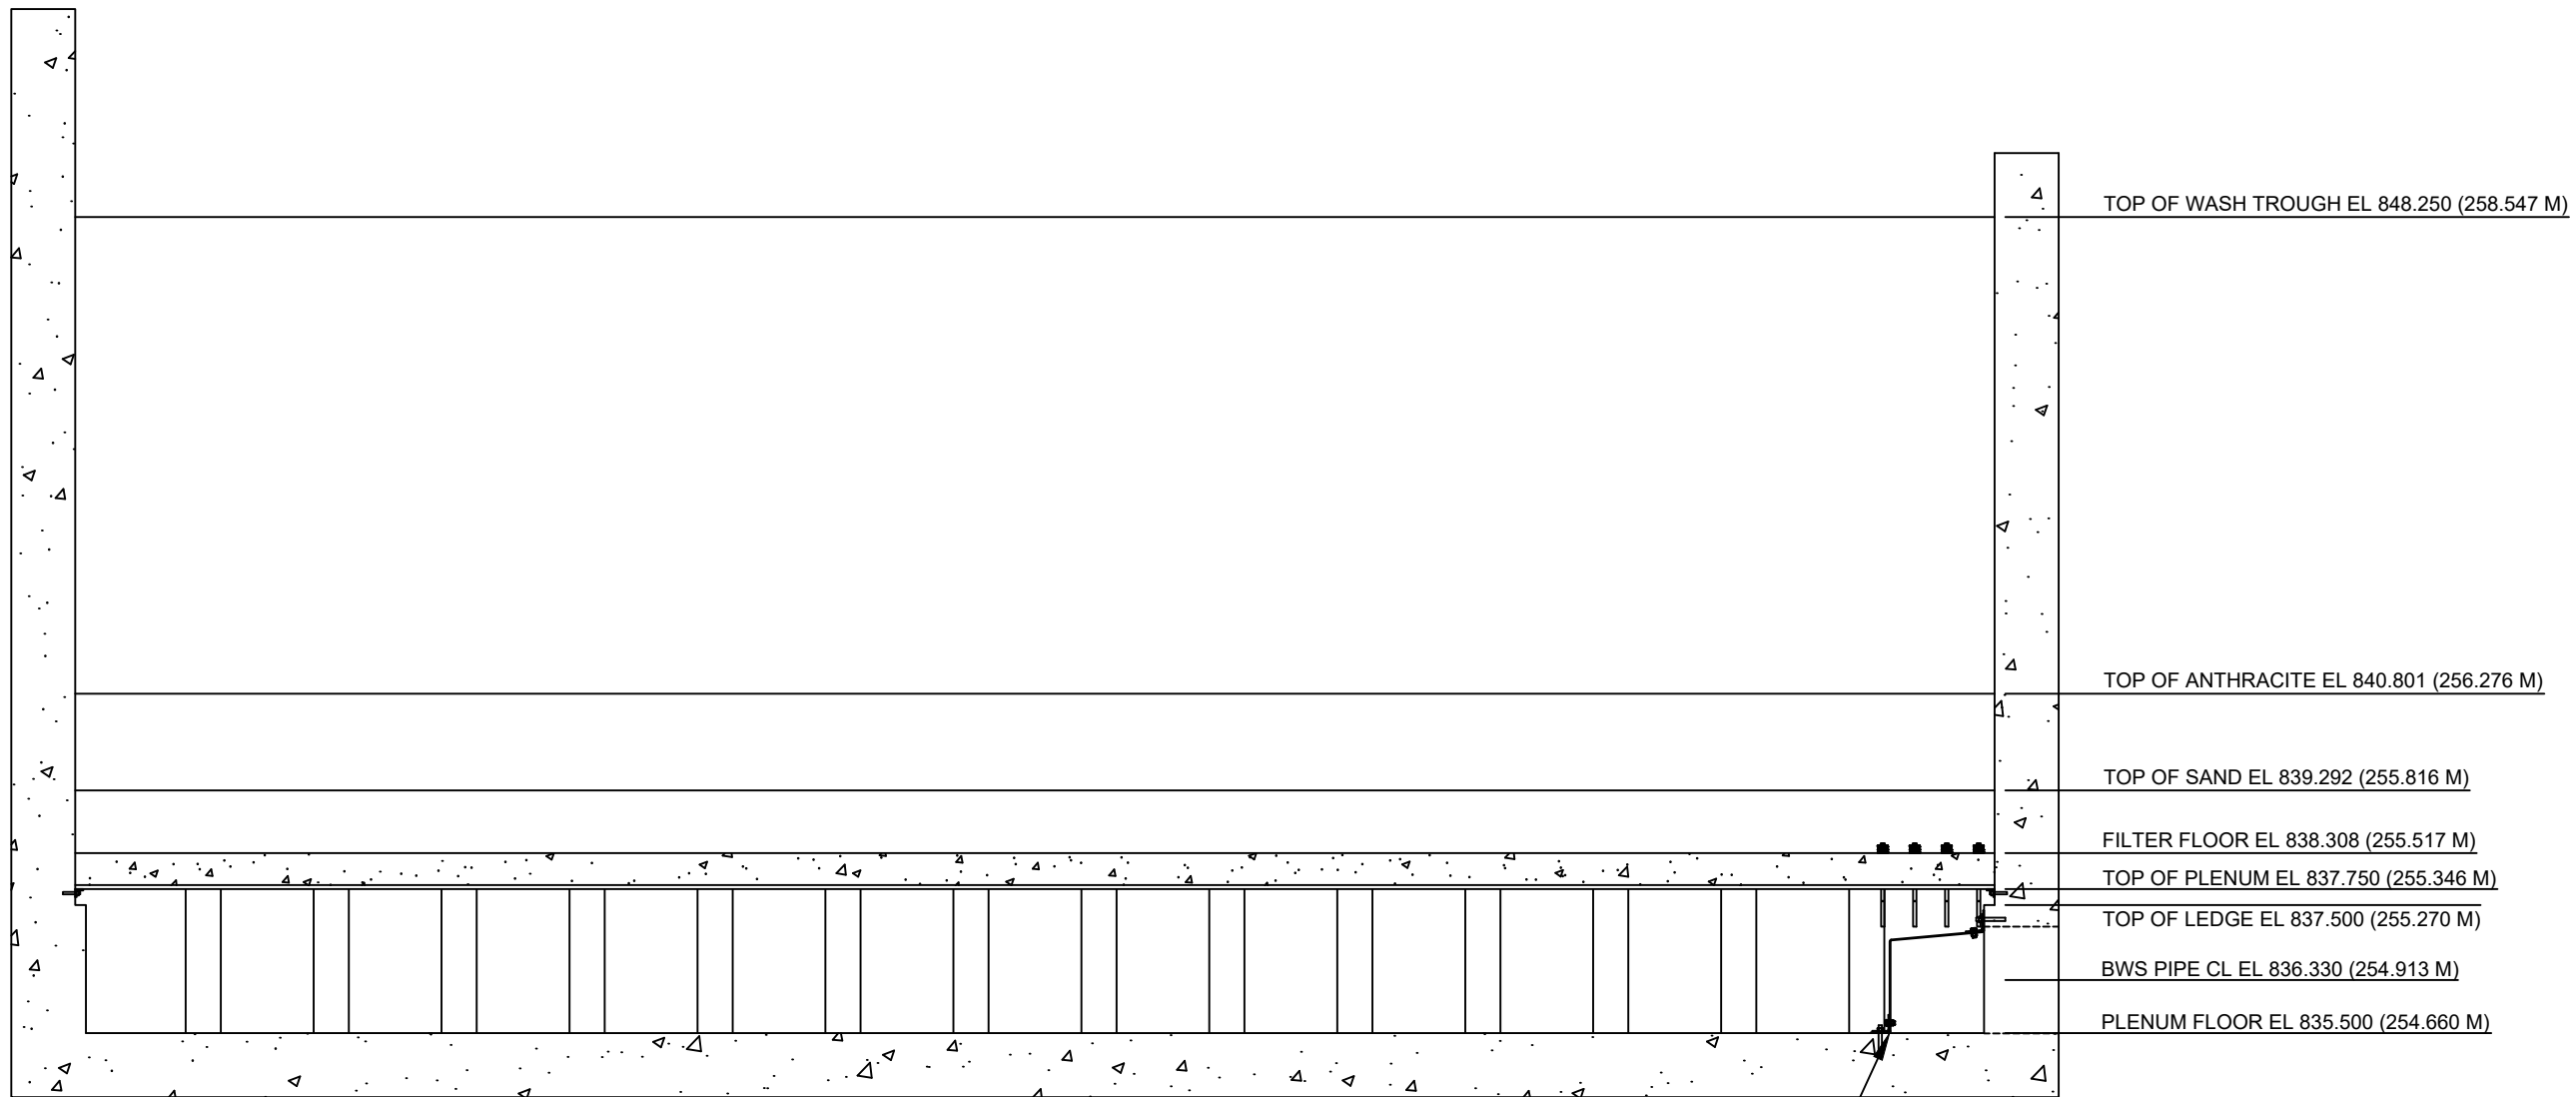 TOP OF WASH TROUGH EL 848.250 (258.547 M)
TOP OF ANTHRACITE EL 840.801 (256.276 M)
TOP OF SAND EL 839.292 (255.816 M)
FILTER FLOOR EL 838.308 (255.517 M)
TOP OF PLENUM EL 837.750 (255.346 M)
TOP OF LEDGE EL 837.500 (255.270 M)
BWS PIPE CL EL 836.330 (254.913 M)
PLENUM FLOOR EL 835.500 (254.660 M)